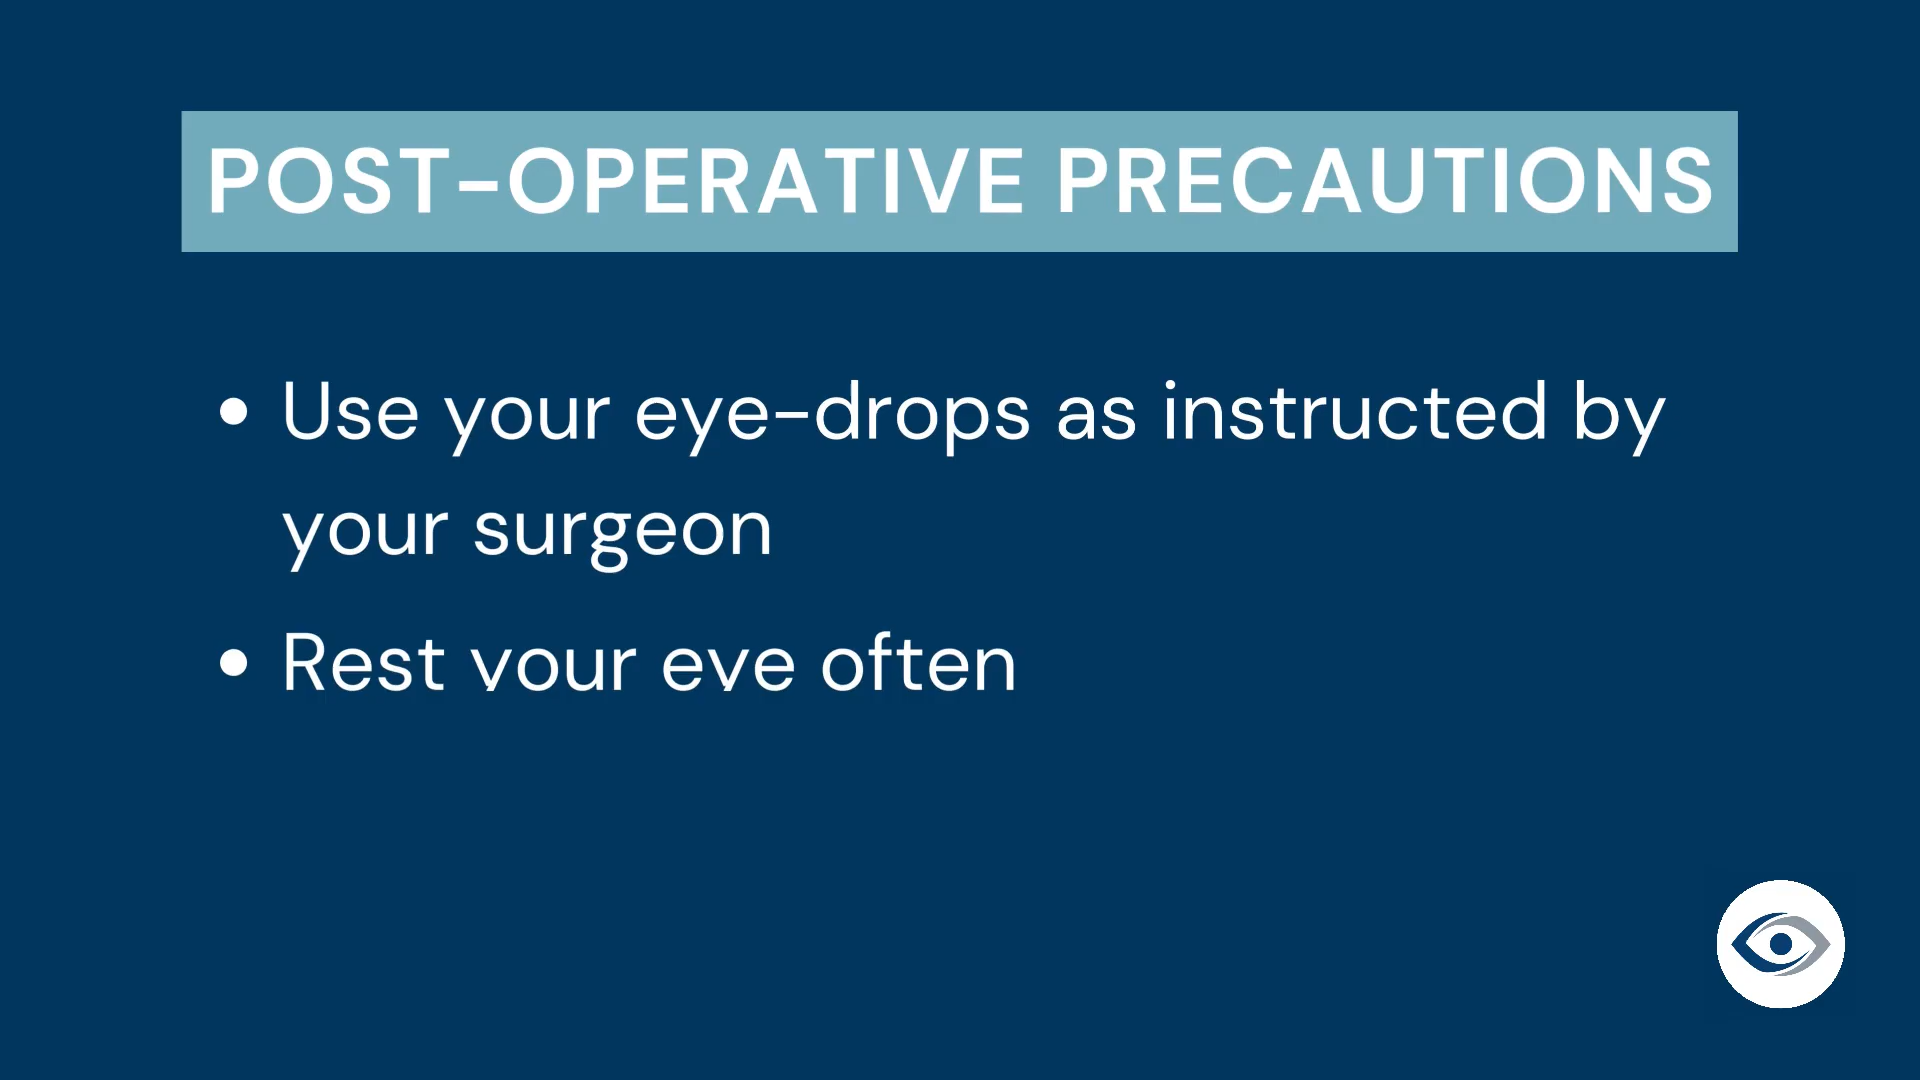 POST-OPERATIVE PRECAUTIONS
• Use your eye-drops as instructed by
your surgeon
• Rest your eye often